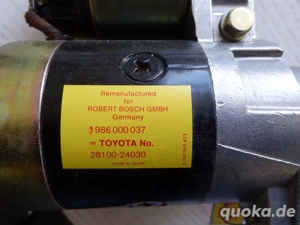 Remanufactured
for
ROBERT BOSCH GMBH
Germany
1 986 000 037
= TOYOTA No.
28100-24030
quoka.de